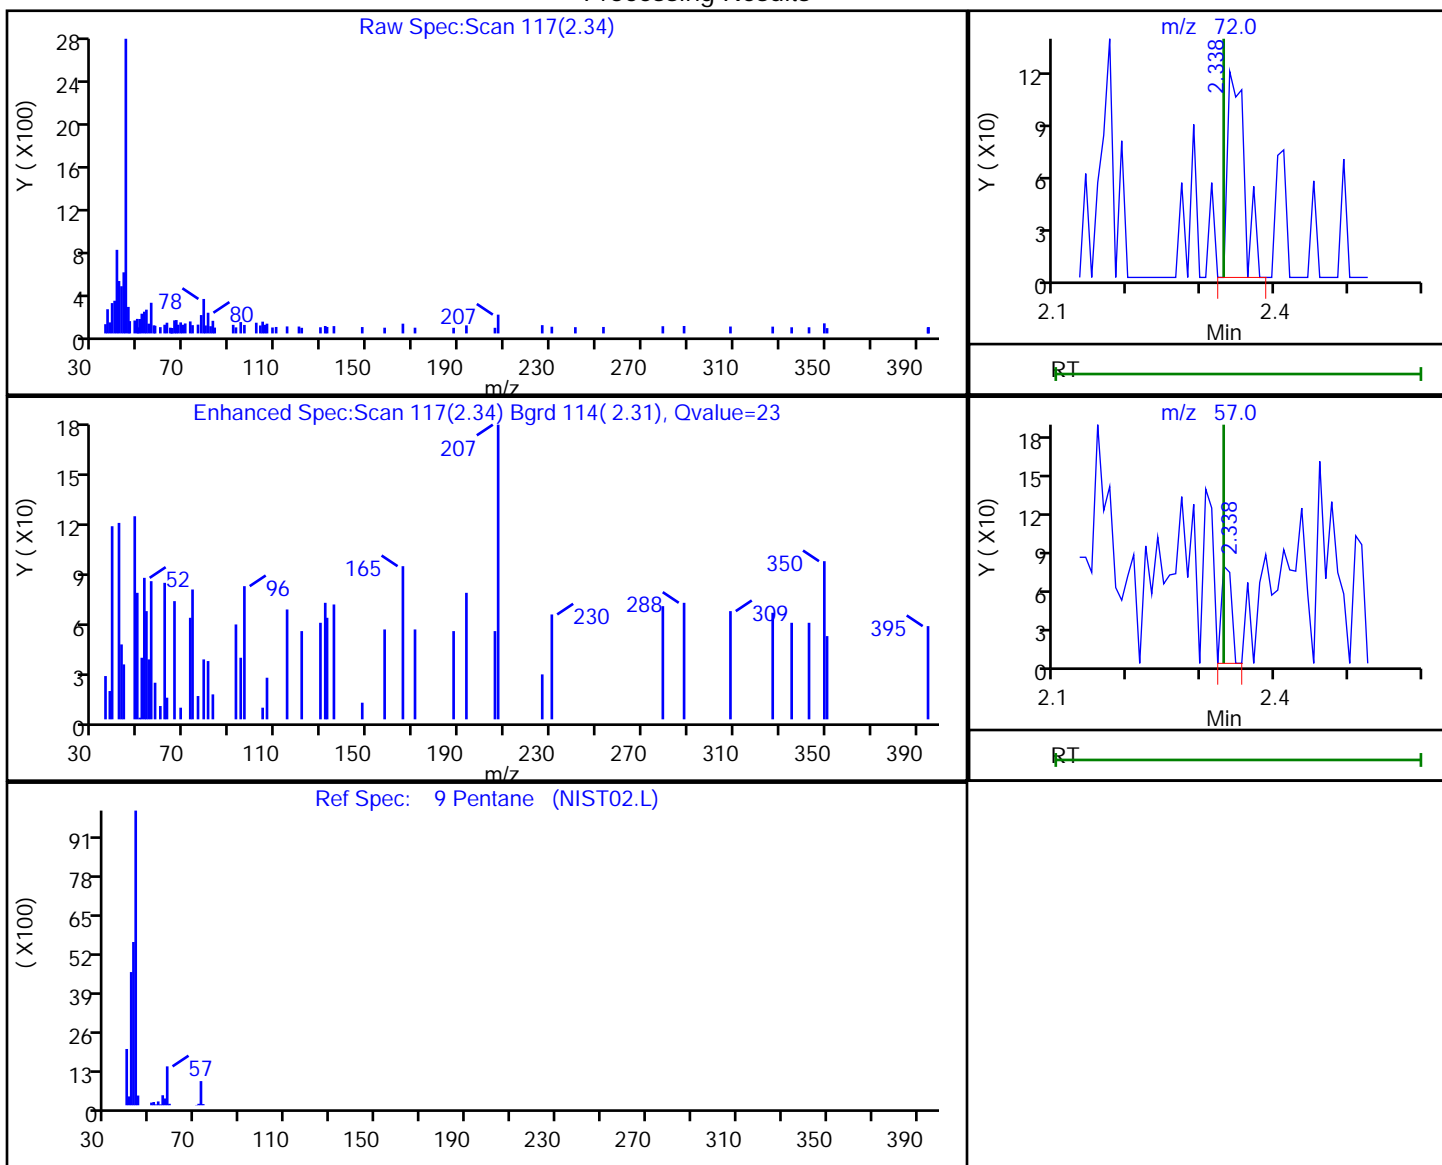 Processing Results
Raw Spec:Scan 117(2.34)
Y ( X100)
28
24
20
16
12
8
4
0
78
80
207
30 70 110 150 190 230 270 310 350 390
m/z
m/z 72.0
Y ( X10)
12
9
6
3
0
2.338
2.1 2.4
Min
RT
Enhanced Spec:Scan 117(2.34) Bgrd 114( 2.31), Qvalue=23
Y ( X10)
18
15
12
9
6
3
0
52
96
165
207
230
288
309
350
395
30 70 110 150 190 230 270 310 350 390
m/z
m/z 57.0
Y ( X10)
18
15
12
9
6
3
0
2.338
2.1 2.4
Min
RT
Ref Spec: 9 Pentane (NIST02.L)
( X100)
91
78
65
52
39
26
13
0
57
30 70 110 150 190 230 270 310 350 390